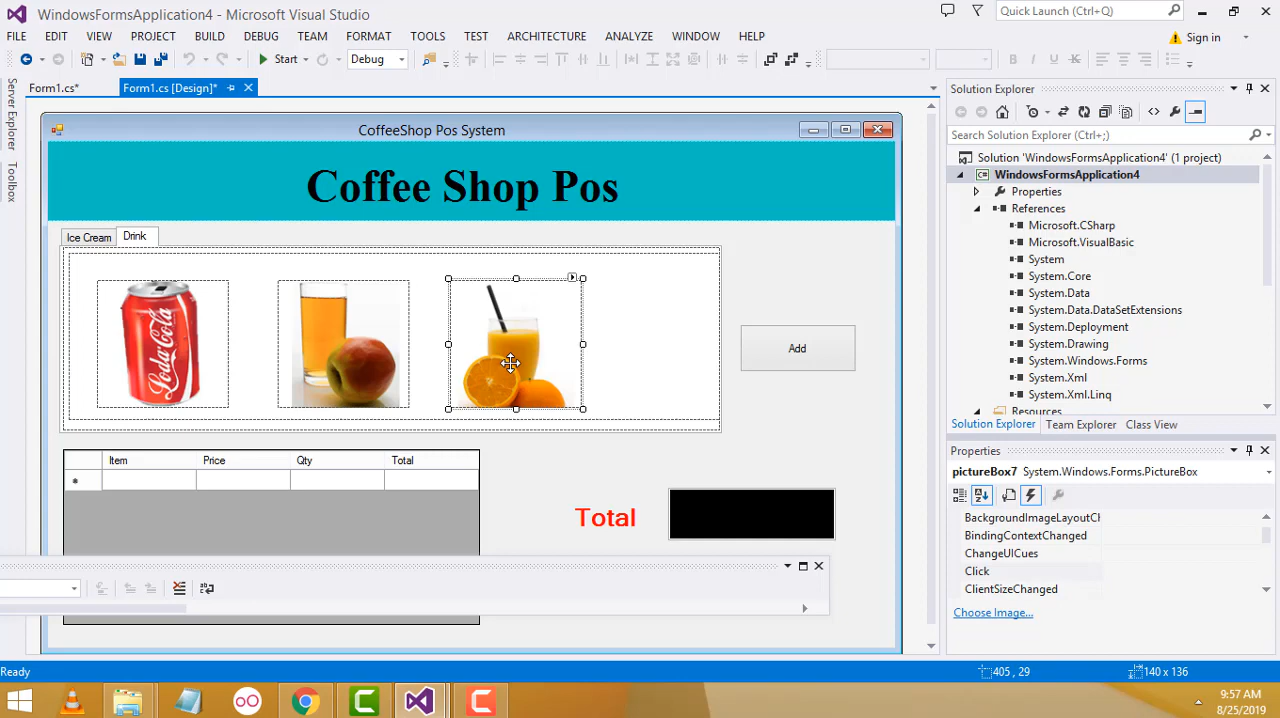 WindowsFormsApplication4 - Microsoft Visual Studio
Quick Launch (Ctrl+Q)
FILE EDIT VIEW PROJECT BUILD DEBUG TEAM FORMAT TOOLS TEST ARCHITECTURE ANALYZE WINDOW HELP
Sign in
Start Debug
Form1.cs* Form1.cs [Design]*
Server Explorer
Toolbox
CoffeeShop Pos System
Coffee Shop Pos
Ice Cream Drink
Loda Cola
Add
Item Price Qty Total
*
Total
Solution Explorer
Search Solution Explorer (Ctrl+;)
Solution 'WindowsFormsApplication4' (1 project)
WindowsFormsApplication4
Properties
References
Microsoft.CSharp
Microsoft.VisualBasic
System
System.Core
System.Data
System.Data.DataSetExtensions
System.Deployment
System.Drawing
System.Windows.Forms
System.Xml
System.Xml.Linq
Resources
Solution Explorer Team Explorer Class View
Properties
pictureBox7 System.Windows.Forms.PictureBox
BackgroundImageLayoutCh
BindingContextChanged
ChangeUICues
Click
ClientSizeChanged
Choose Image...
Ready
405 , 29
140 x 136
9:57 AM
8/25/2019